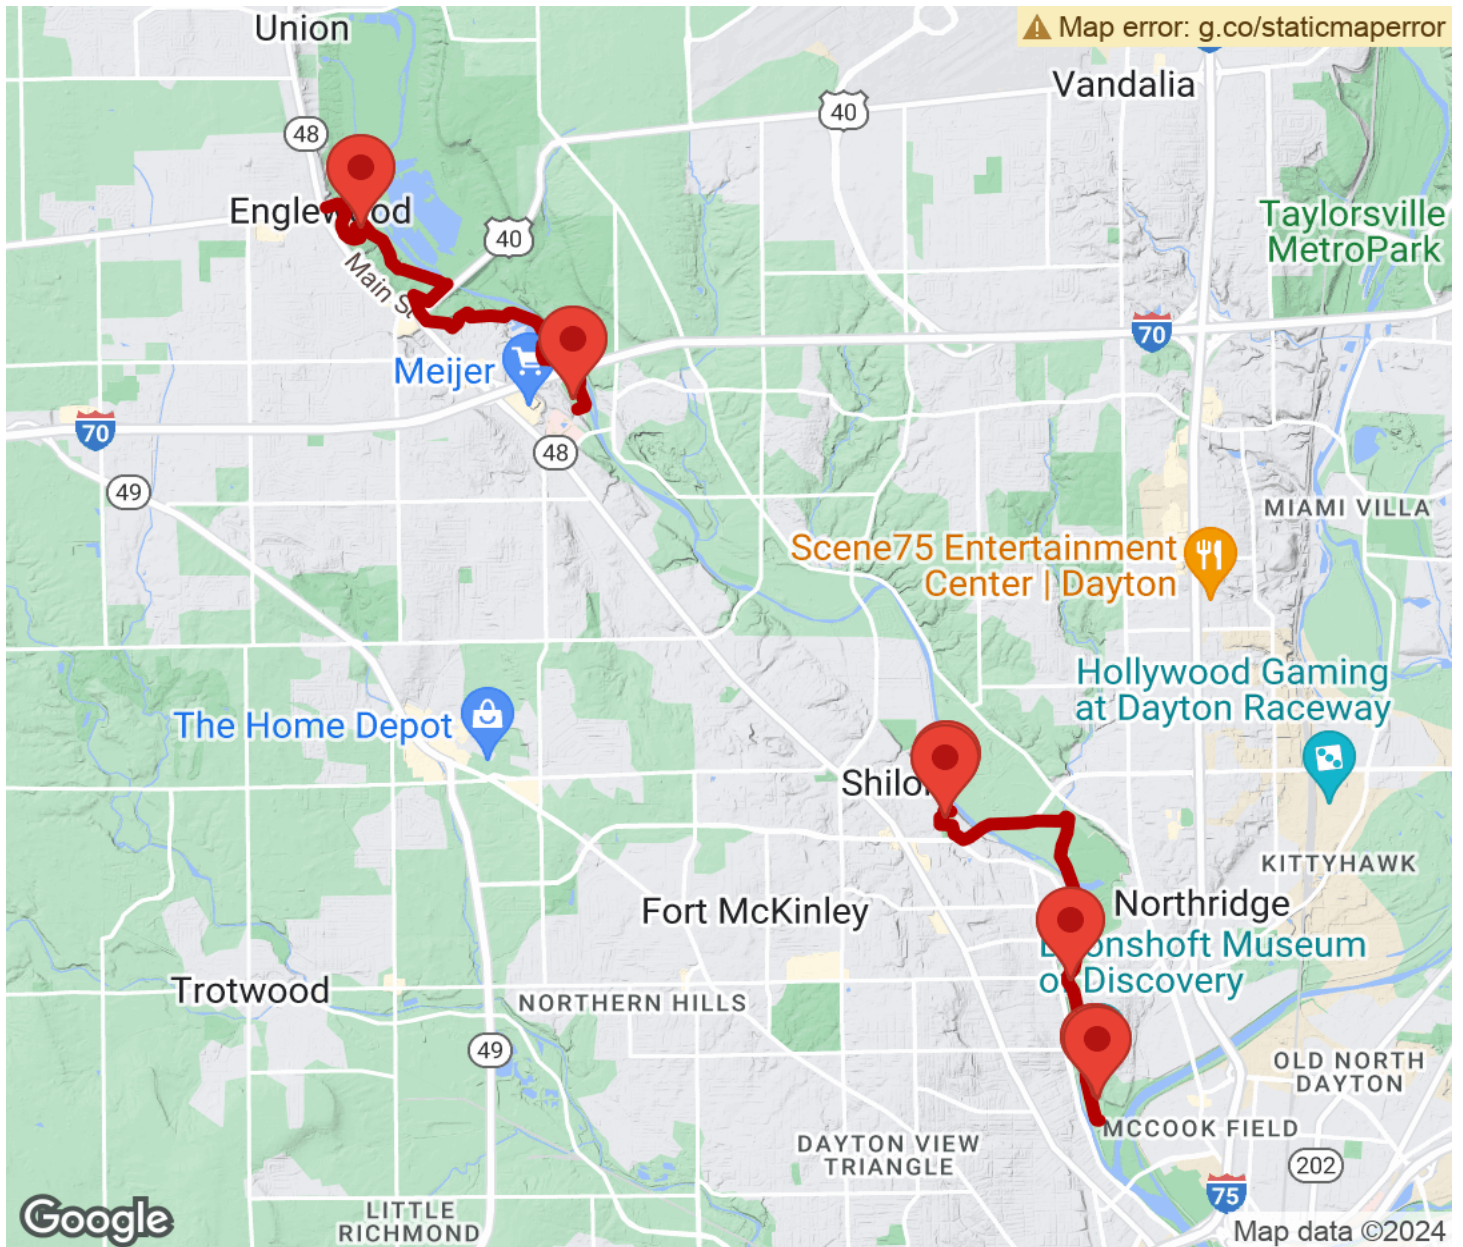 Union
Map error: g.co/staticmaperror
Vandalia
48
40
Englewood
Taylorsville
MetroPark
40
Main St
70
Meijer
70
48
49
MIAMI VILLA
Scene75 Entertainment
Center | Dayton
Hollywood Gaming
at Dayton Raceway
The Home Depot
Shiloh
KITTYHAWK
Fort McKinley
Northridge
onshoft Museum
of Discovery
Trotwood
NORTHERN HILLS
49
OLD NORTH
DAYTON
MCCOOK FIELD
DAYTON VIEW
TRIANGLE
202
75
LITTLE
RICHMOND
Google
Map data ©2024